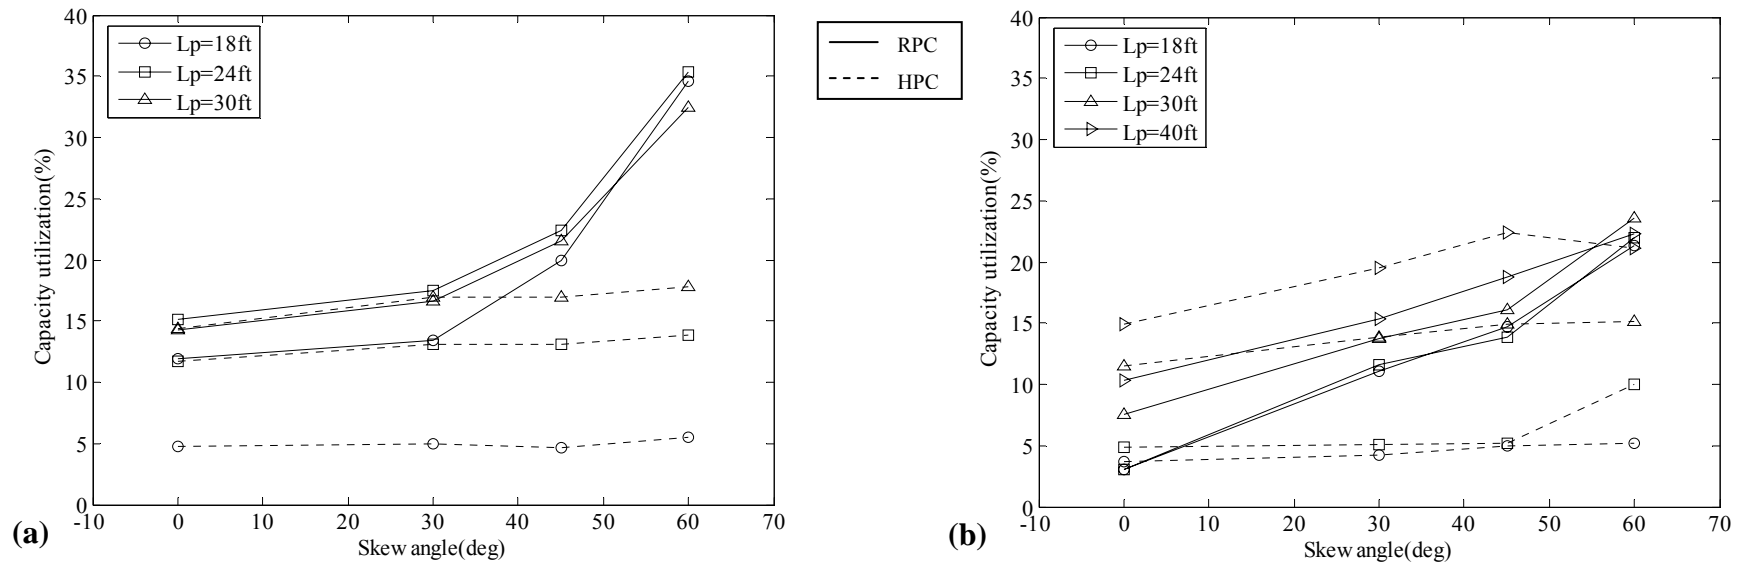 40
35
30
25
20
15
10
5
0
-10 0 10 20 30 40 50 60 70
Capacity utilization(%)
Skew angle(deg)
Lp=18ft
Lp=24ft
Lp=30ft
(a)
RPC
HPC
40
35
30
25
20
15
10
5
0
-10 0 10 20 30 40 50 60 70
Capacity utilization(%)
Skew angle(deg)
Lp=18ft
Lp=24ft
Lp=30ft
Lp=40ft
(b)